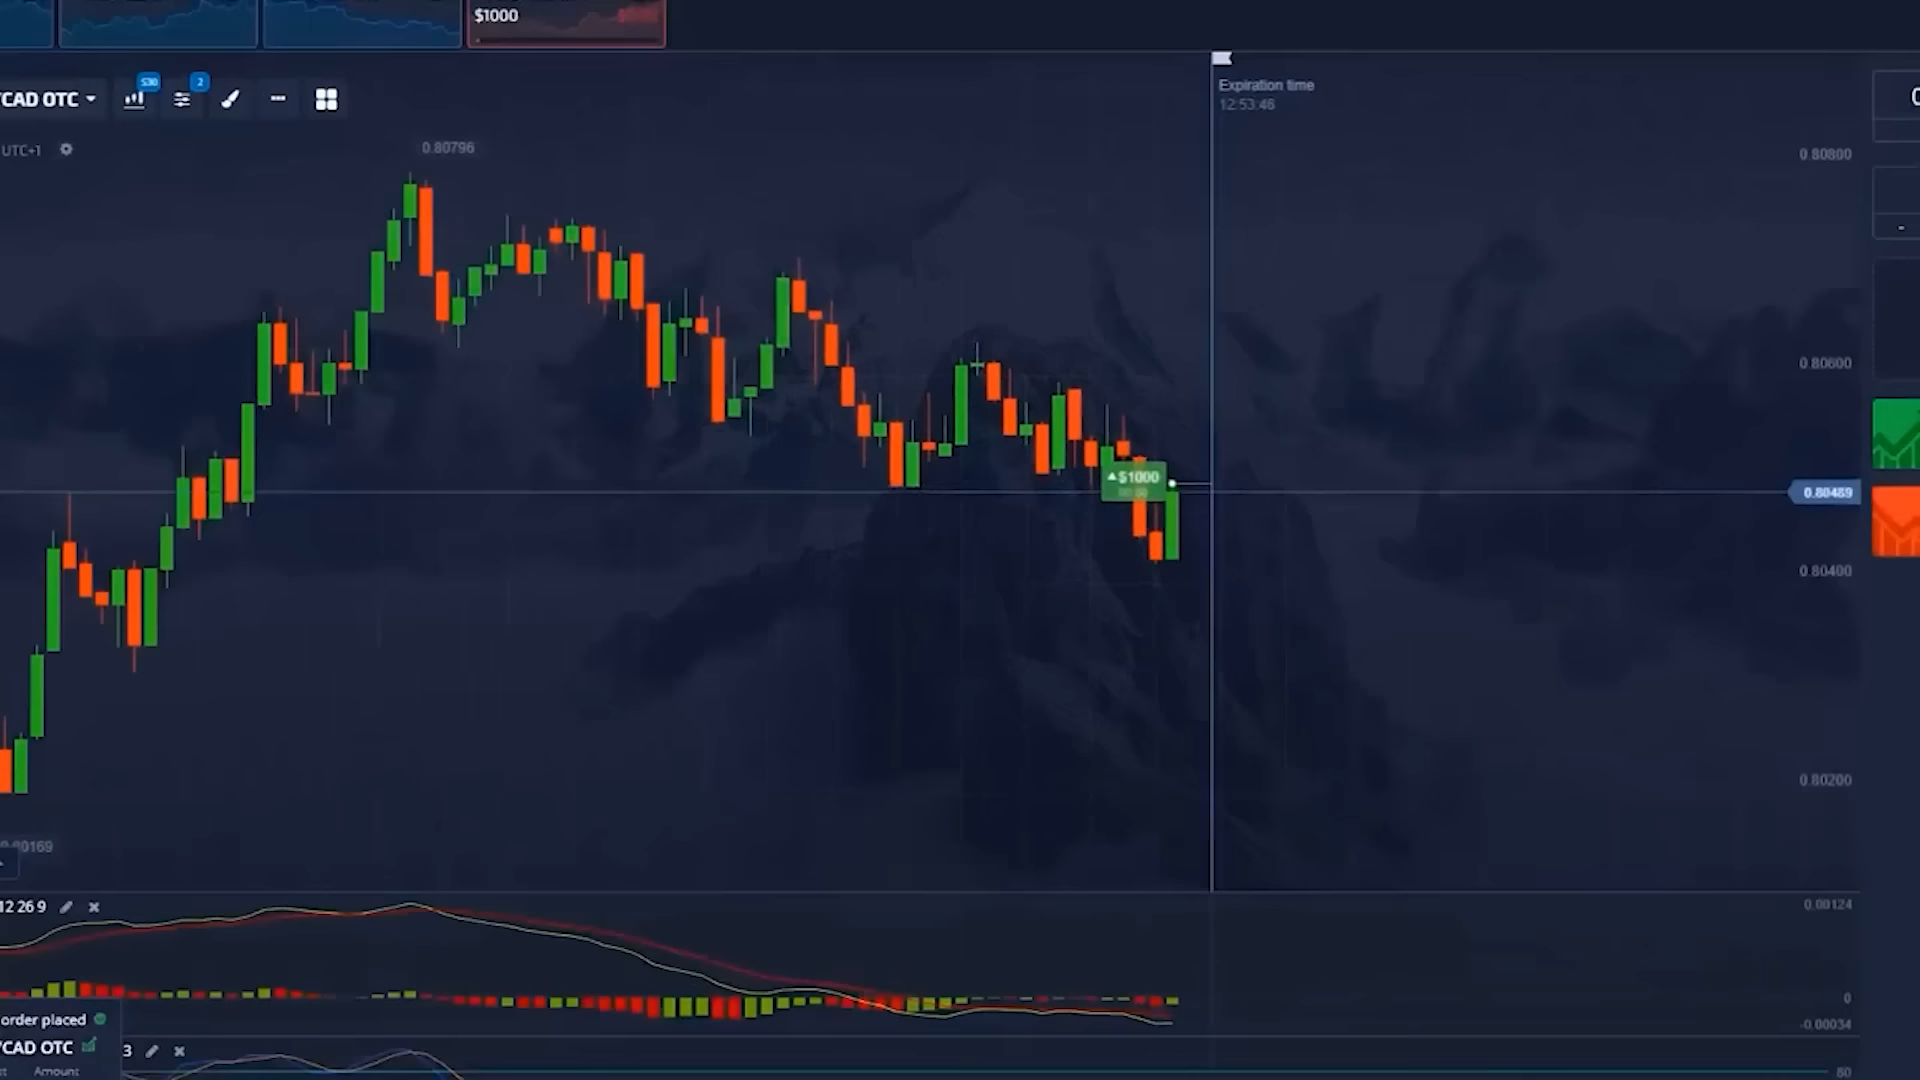 $1000
CAD OTC
S30
2
UTC+1
0.80796
Expiration time
12:53:46
0.80800
0.80600
$1000
0.80489
0.80400
0.80200
12 26 9
0.00124
0
-0.00034
order placed
CAD OTC
3
Amount
80